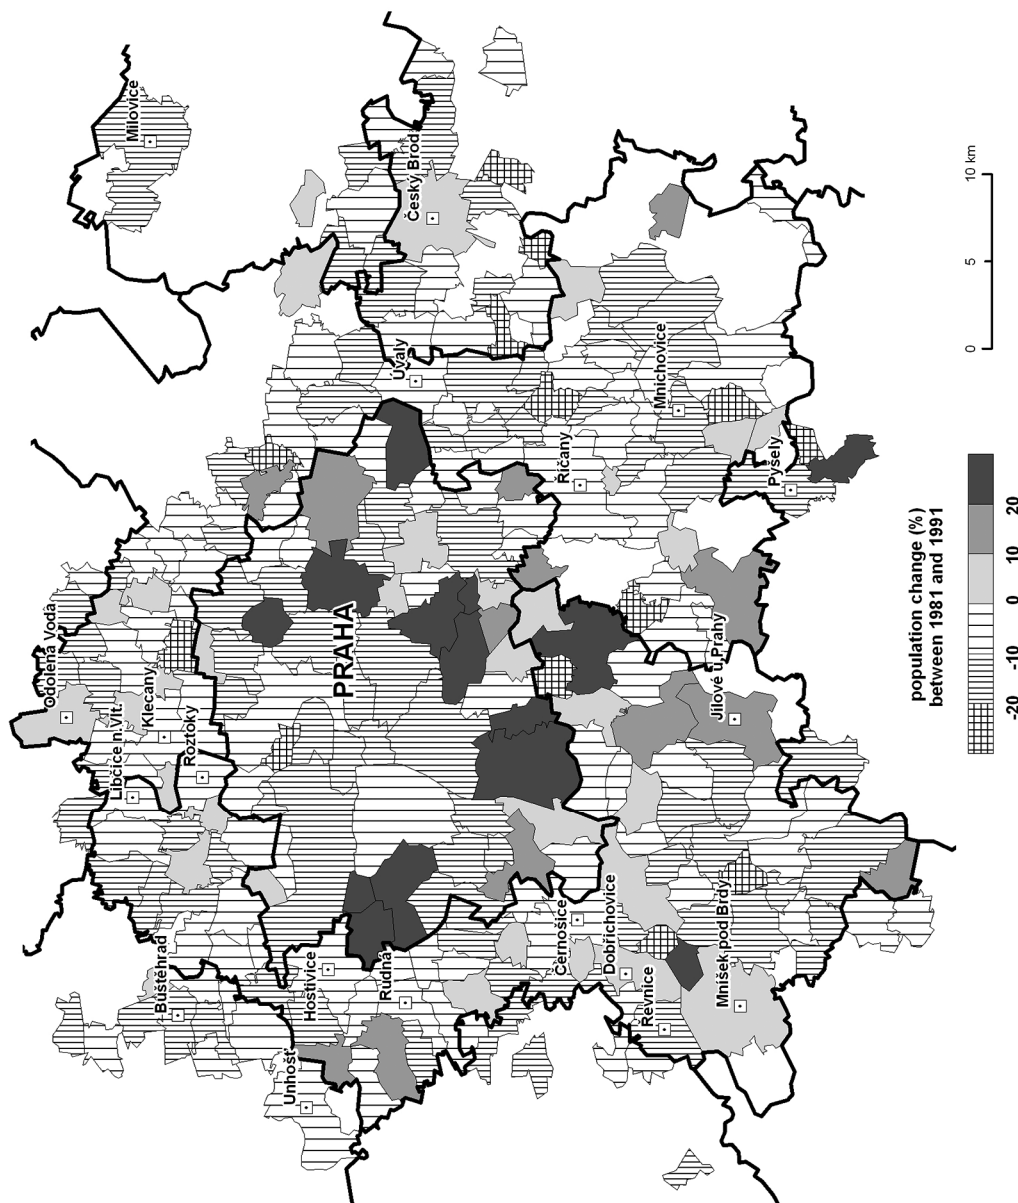 Milovice
Český Brod
Úvaly
Mnichovice
Říčany
Pyšely
Odolená Voda
Klecany
Libčice n.Vlt.
Roztoky
PRAHA
Jílové u Prahy
Buštěhrad
Hostivice
Rudná
Unhošť
Černošice
Dobřichovice
Řevnice
Mníšek pod Brdy
0 5 10 km
population change (%)
between 1981 and 1991
-20 -10 0 10 20